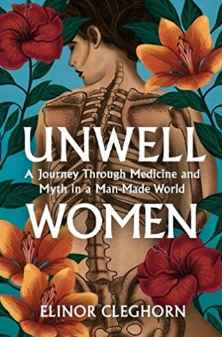 UNWELL
A Journey Through Medicine and
Myth in a Man-Made World
WOMEN
ELINOR CLEGHORN